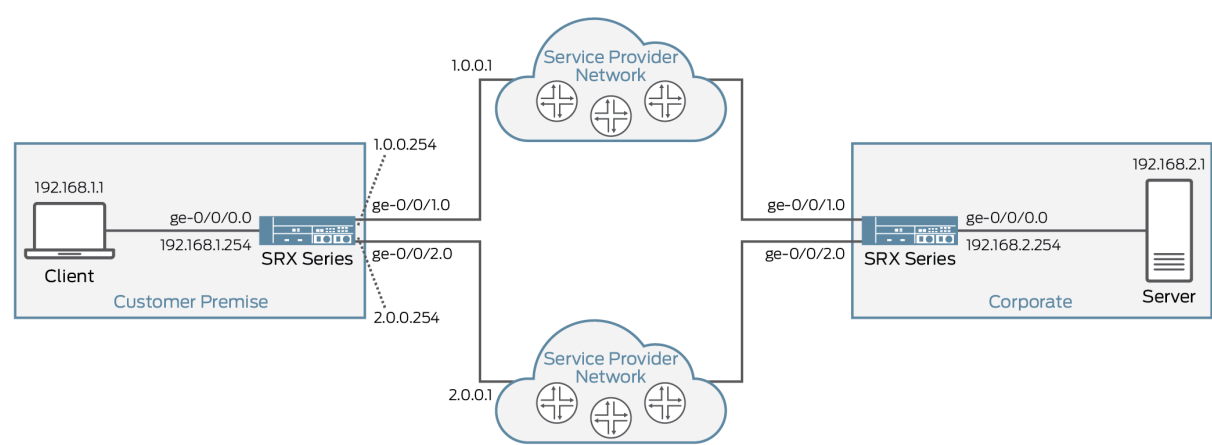 Service Provider
Network
1.0.0.1
1.0.0.254
192.168.1.1
ge-0/0/0.0
192.168.1.254
ge-0/0/1.0
ge-0/0/2.0
SRX Series
Client
Customer Premise
2.0.0.254
192.168.2.1
ge-0/0/1.0
ge-0/0/0.0
192.168.2.254
ge-0/0/2.0
SRX Series
Server
Corporate
Service Provider
Network
2.0.0.1